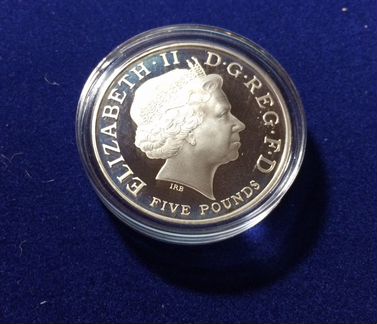 ELIZABETH · II D · G · REG · F · D
IRB
FIVE POUNDS